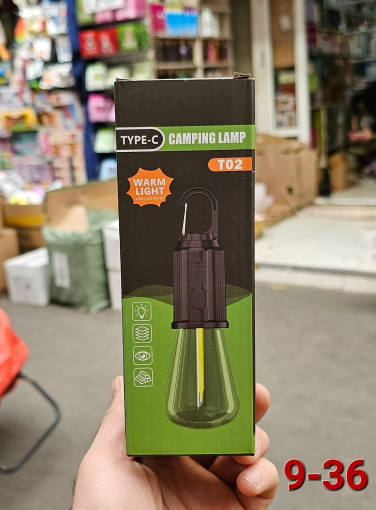 TYPE-C CAMPING LAMP
T02
WARM
LIGHT
9-36